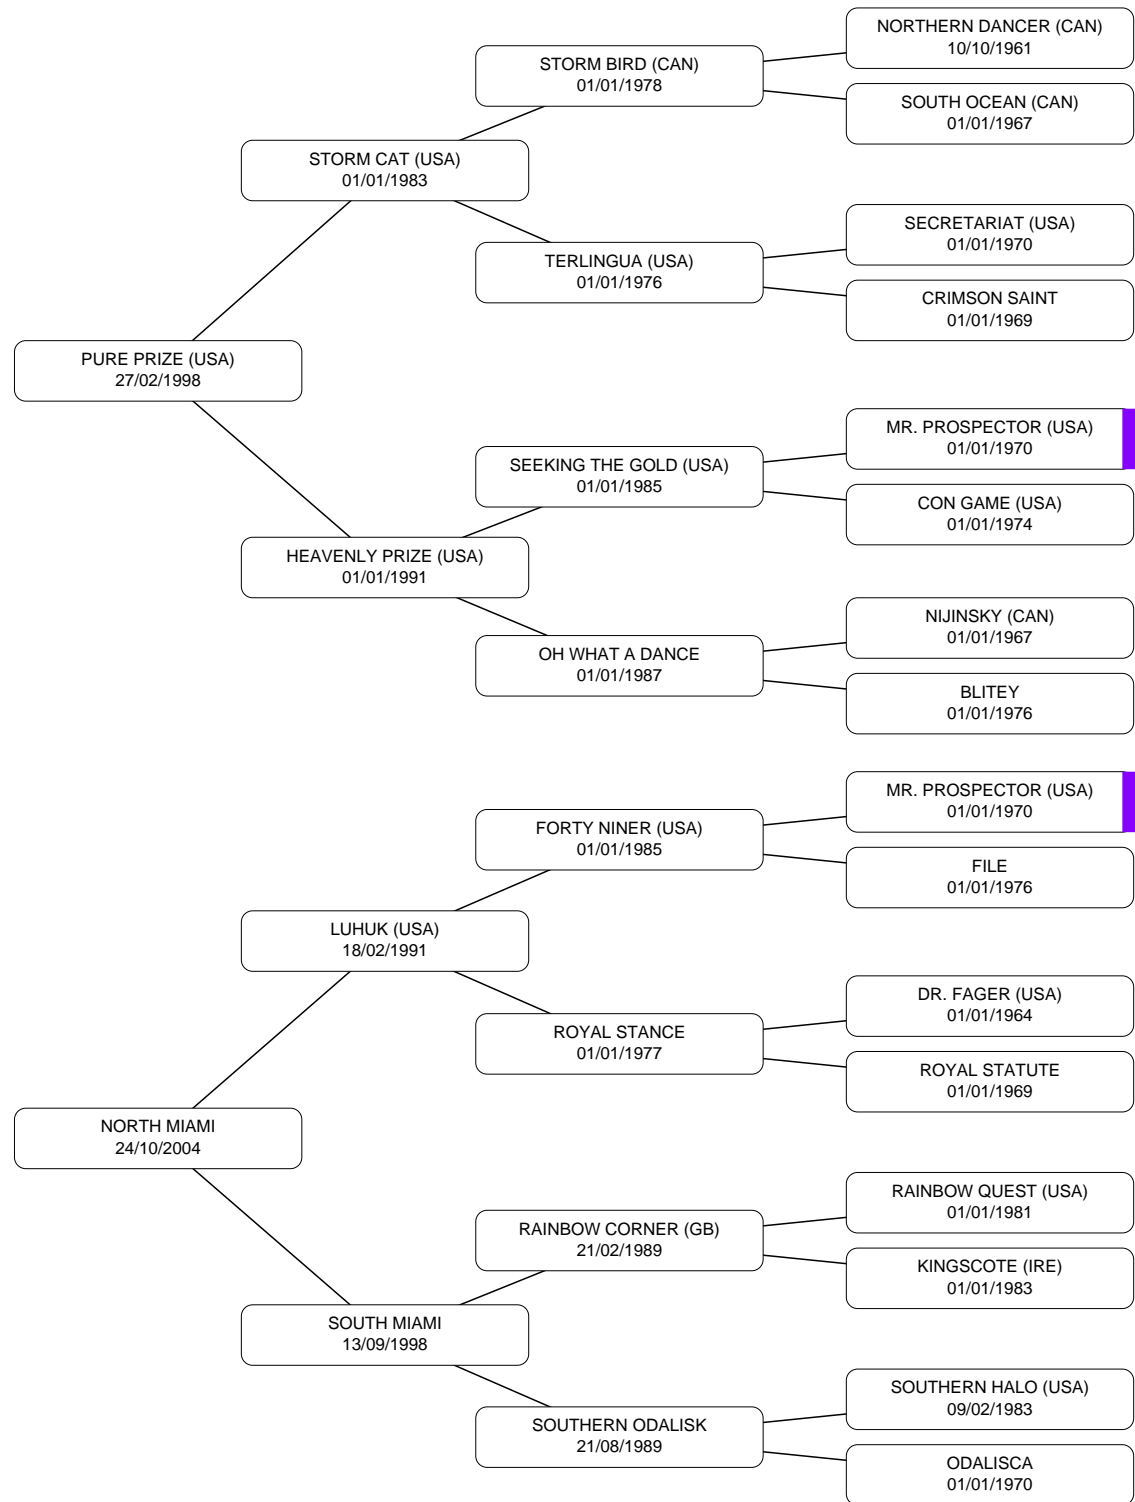 NORTHERN DANCER (CAN)
10/10/1961
STORM BIRD (CAN)
01/01/1978
SOUTH OCEAN (CAN)
01/01/1967
STORM CAT (USA)
01/01/1983
SECRETARIAT (USA)
01/01/1970
TERLINGUA (USA)
01/01/1976
CRIMSON SAINT
01/01/1969
PURE PRIZE (USA)
27/02/1998
MR. PROSPECTOR (USA)
01/01/1970
SEEKING THE GOLD (USA)
01/01/1985
CON GAME (USA)
01/01/1974
HEAVENLY PRIZE (USA)
01/01/1991
NIJINSKY (CAN)
01/01/1967
OH WHAT A DANCE
01/01/1987
BLITEY
01/01/1976
MR. PROSPECTOR (USA)
01/01/1970
FORTY NINER (USA)
01/01/1985
FILE
01/01/1976
LUHUK (USA)
18/02/1991
DR. FAGER (USA)
01/01/1964
ROYAL STANCE
01/01/1977
ROYAL STATUTE
01/01/1969
NORTH MIAMI
24/10/2004
RAINBOW QUEST (USA)
01/01/1981
RAINBOW CORNER (GB)
21/02/1989
KINGSCOTE (IRE)
01/01/1983
SOUTH MIAMI
13/09/1998
SOUTHERN HALO (USA)
09/02/1983
SOUTHERN ODALISK
21/08/1989
ODALISCA
01/01/1970